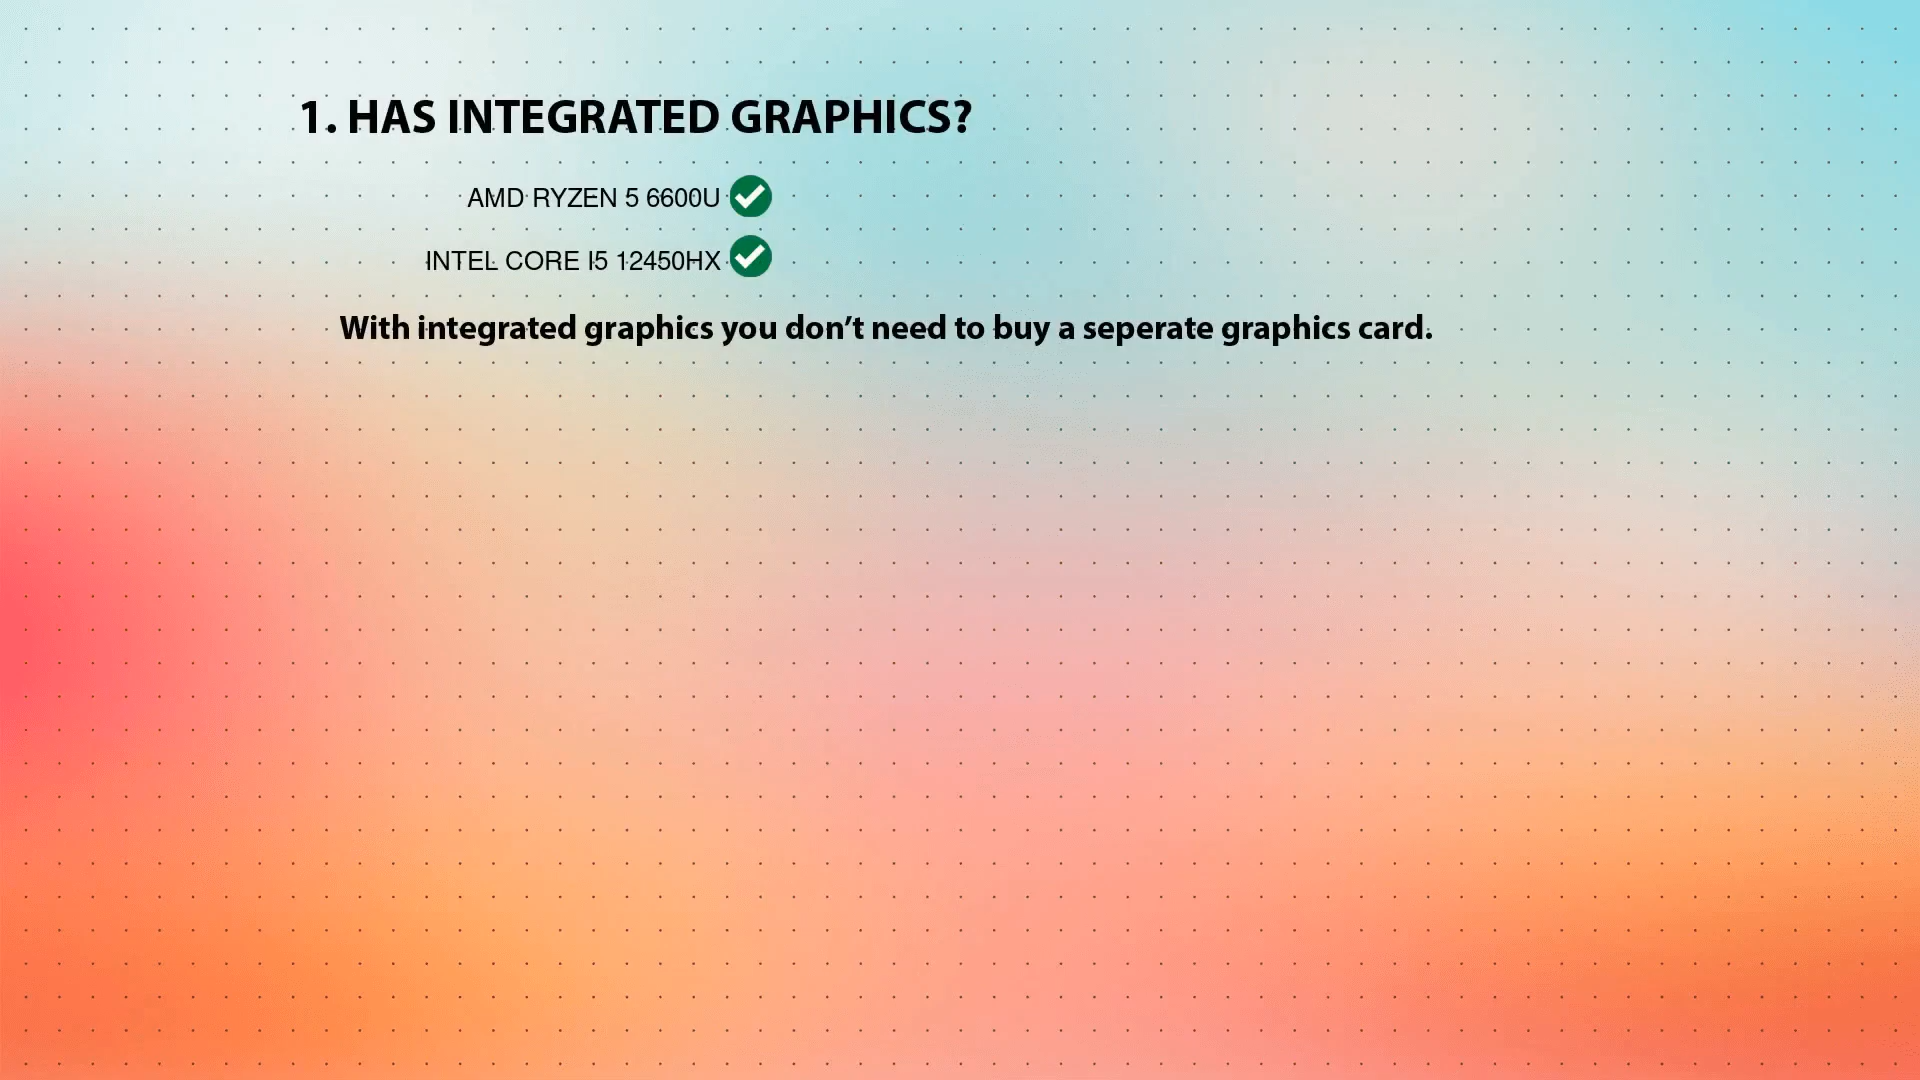 1. HAS INTEGRATED GRAPHICS?
AMD RYZEN 5 6600U
INTEL CORE I5 12450HX
With integrated graphics you don’t need to buy a seperate graphics card.